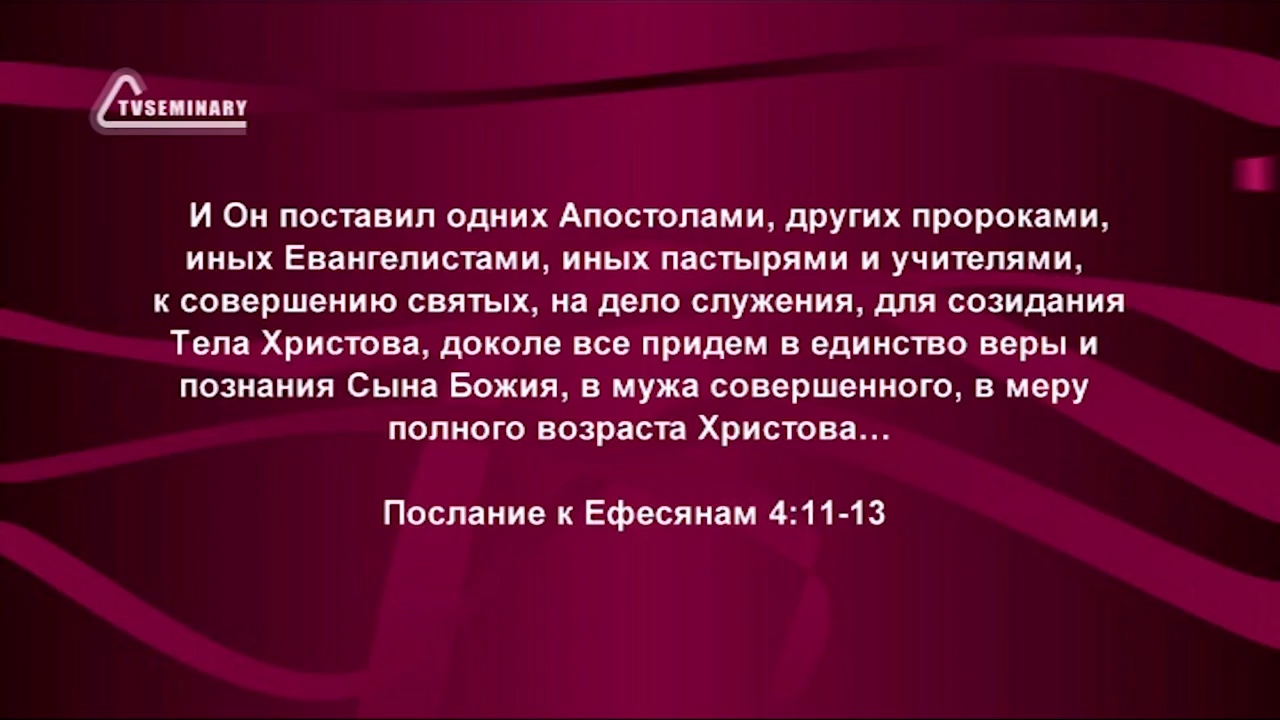 TVSEMINARY
И Он поставил одних Апостолами, других пророками,
иных Евангелистами, иных пастырями и учителями,
к совершению святых, на дело служения, для созидания
Тела Христова, доколе все придем в единство веры и
познания Сына Божия, в мужа совершенного, в меру
полного возраста Христова...
Послание к Ефесянам 4:11-13